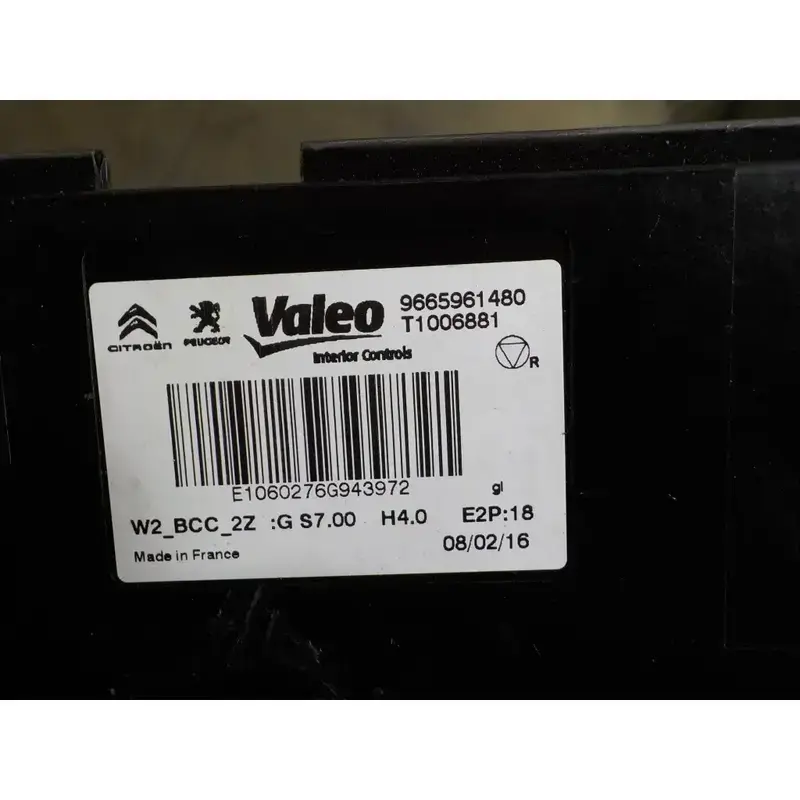 CITROËN
PEUGEOT
Valeo
Interior Controls
9665961480
T1006881
R
E1060276G943972
gl
W2_BCC_2Z :G S7.00 H4.0 E2P:18
Made in France
08/02/16